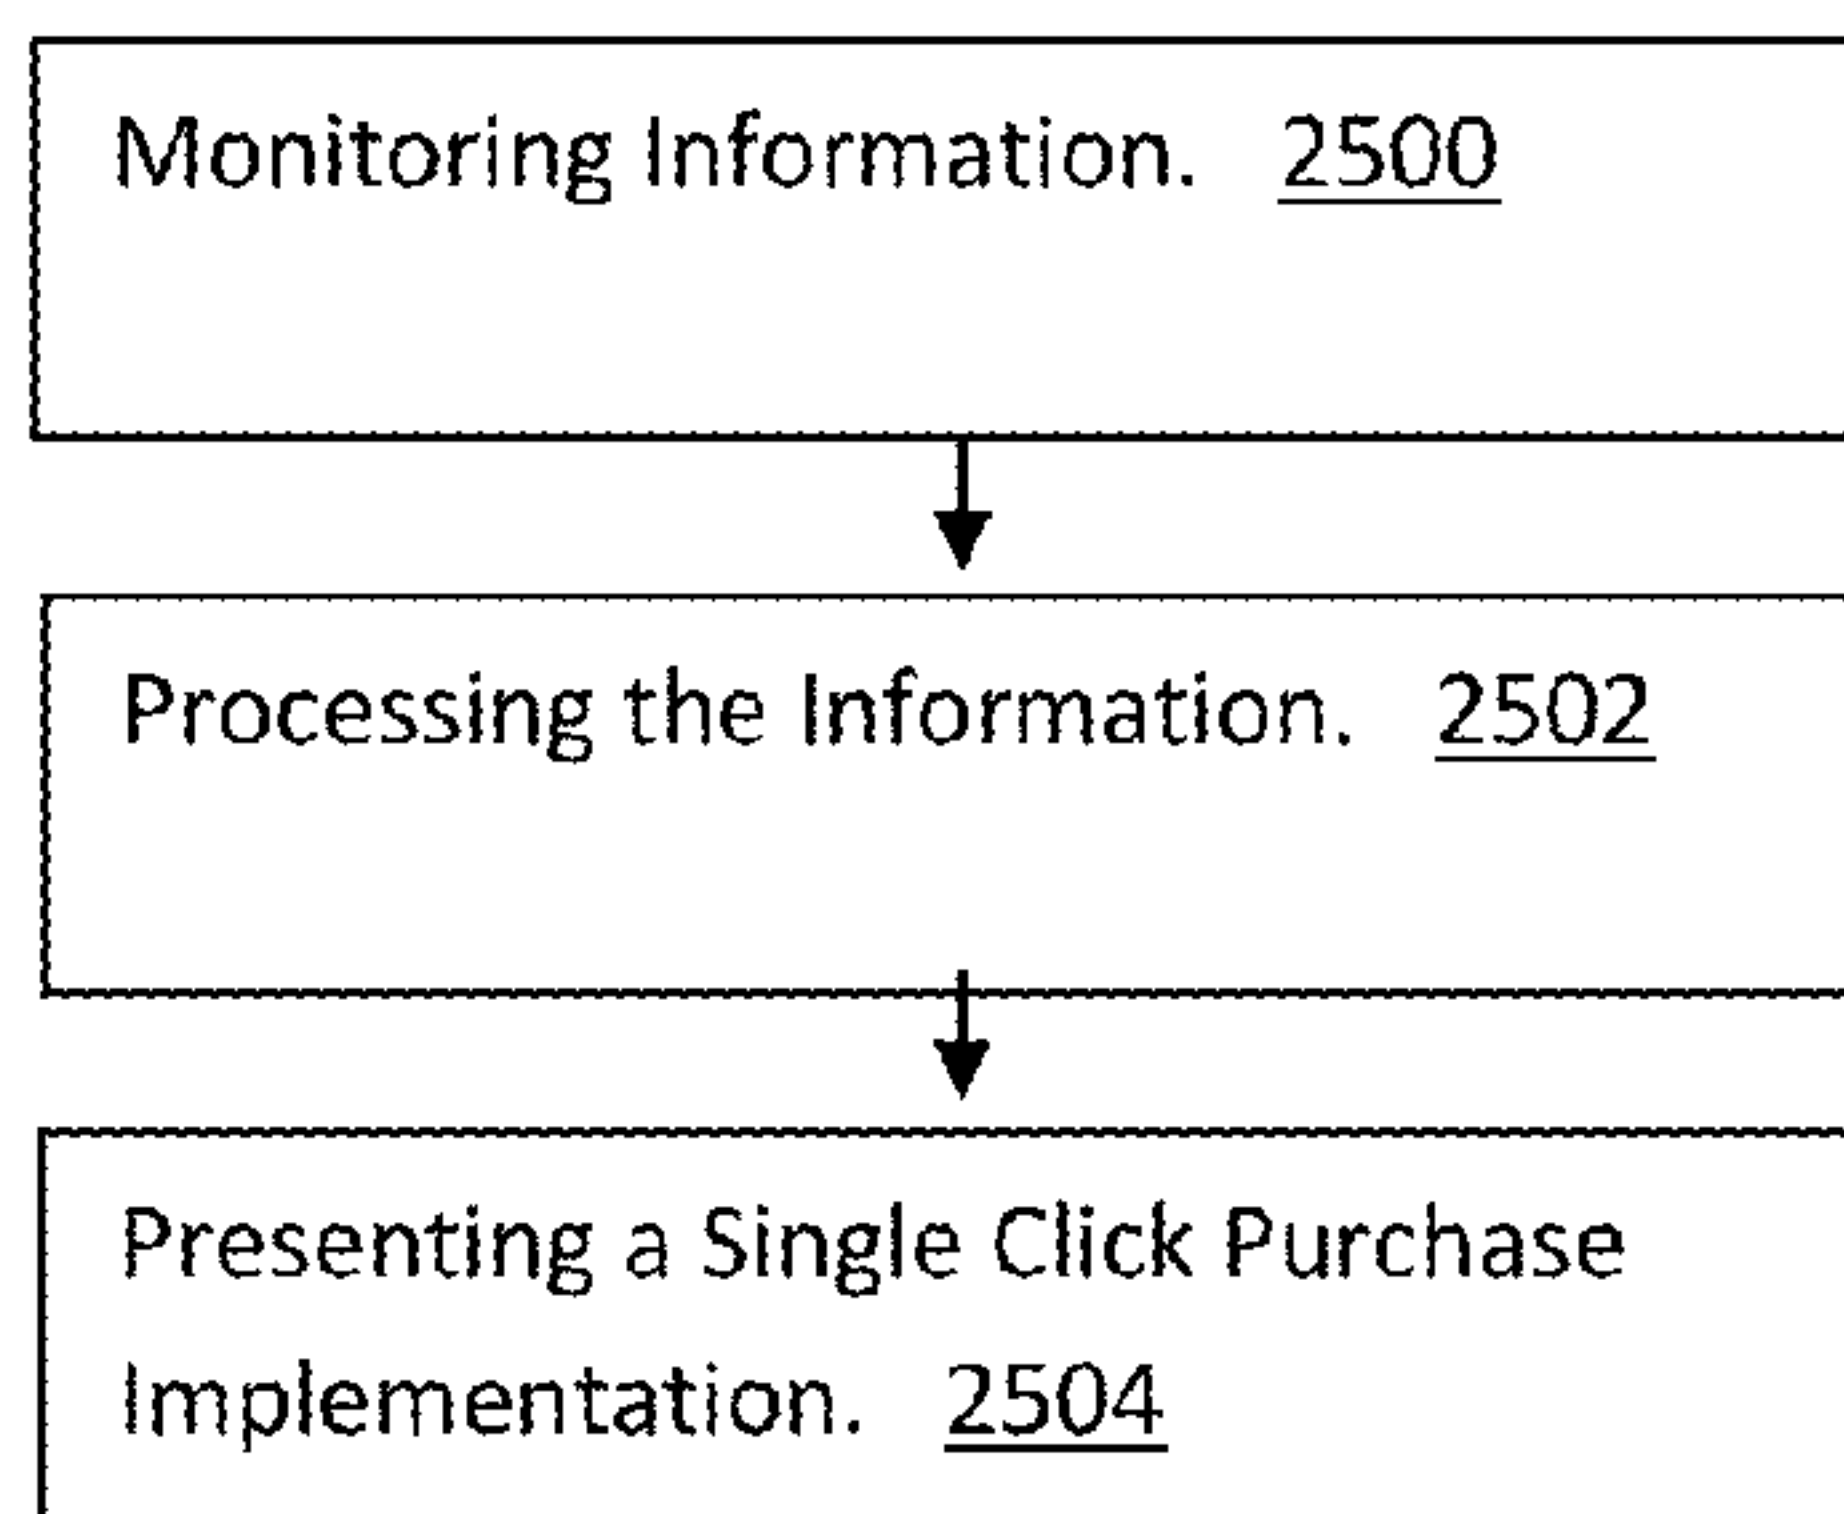 Monitoring Information. 2500
Processing the Information. 2502
Presenting a Single Click Purchase
Implementation. 2504